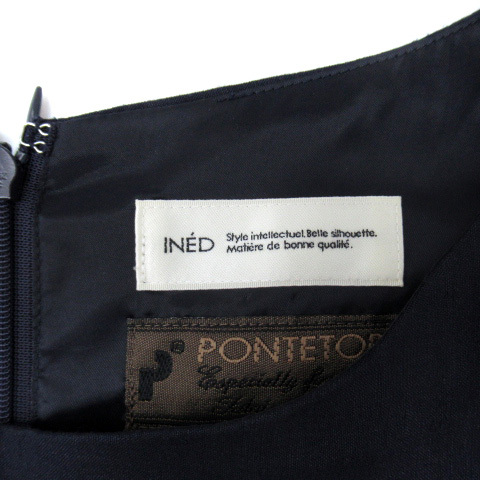 INÉD
Style intellectuel. Belle silhouette.
Matière de bonne qualité.
P®
PONTETOR
Especially